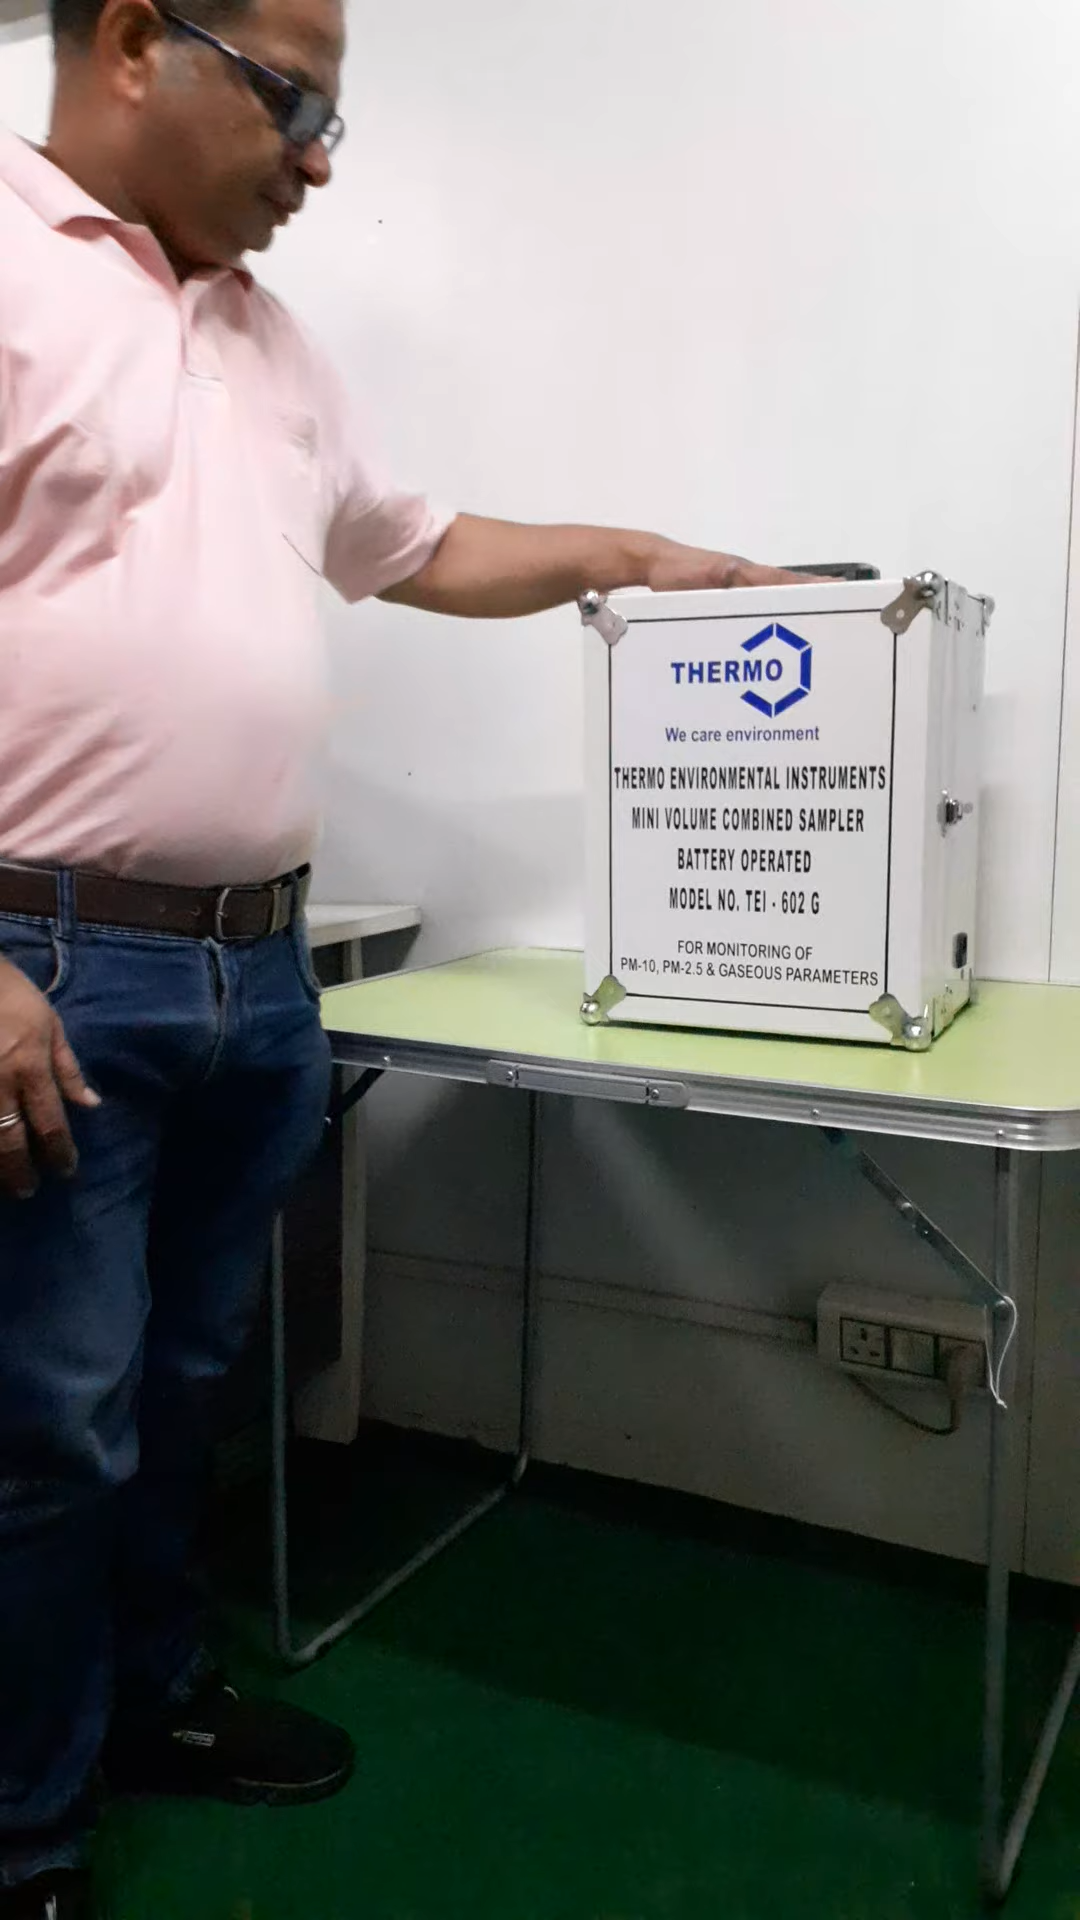 THERMO
We care environment
THERMO ENVIRONMENTAL INSTRUMENTS
MINI VOLUME COMBINED SAMPLER
BATTERY OPERATED
MODEL NO. TEI - 602 G
FOR MONITORING OF
PM-10, PM-2.5 & GASEOUS PARAMETERS